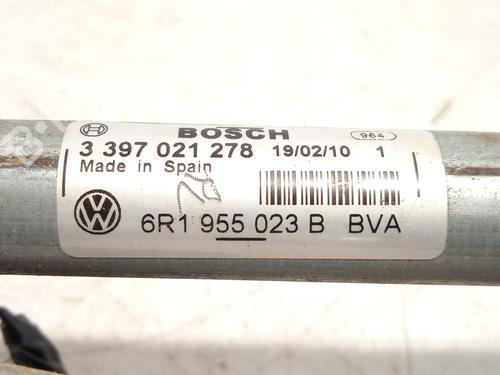 BOSCH
964
3 397 021 278 19/02/10 1
Made in Spain
6R1 955 023 B BVA